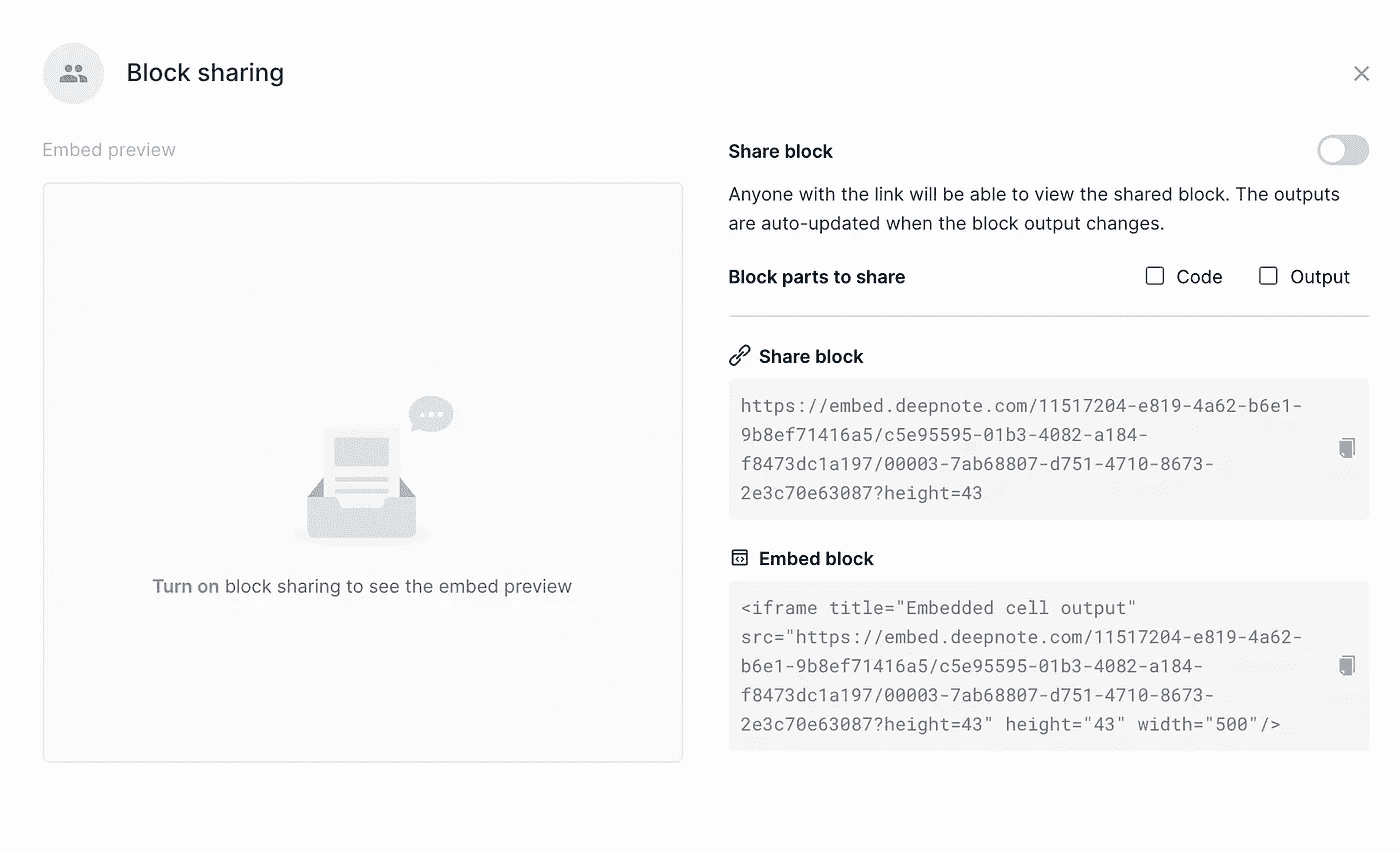 Block sharing
Embed preview
Turn on block sharing to see the embed preview
Share block
Anyone with the link will be able to view the shared block. The outputs
are auto-updated when the block output changes.
Block parts to share
Code
Output
Share block
https://embed.deepnote.com/11517204-e819-4a62-b6e1-
9b8ef71416a5/c5e95595-01b3-4082-a184-
f8473dc1a197/00003-7ab68807-d751-4710-8673-
2e3c70e63087?height=43
Embed block
<iframe title="Embedded cell output"
src="https://embed.deepnote.com/11517204-e819-4a62-
b6e1-9b8ef71416a5/c5e95595-01b3-4082-a184-
f8473dc1a197/00003-7ab68807-d751-4710-8673-
2e3c70e63087?height=43" height="43" width="500"/>